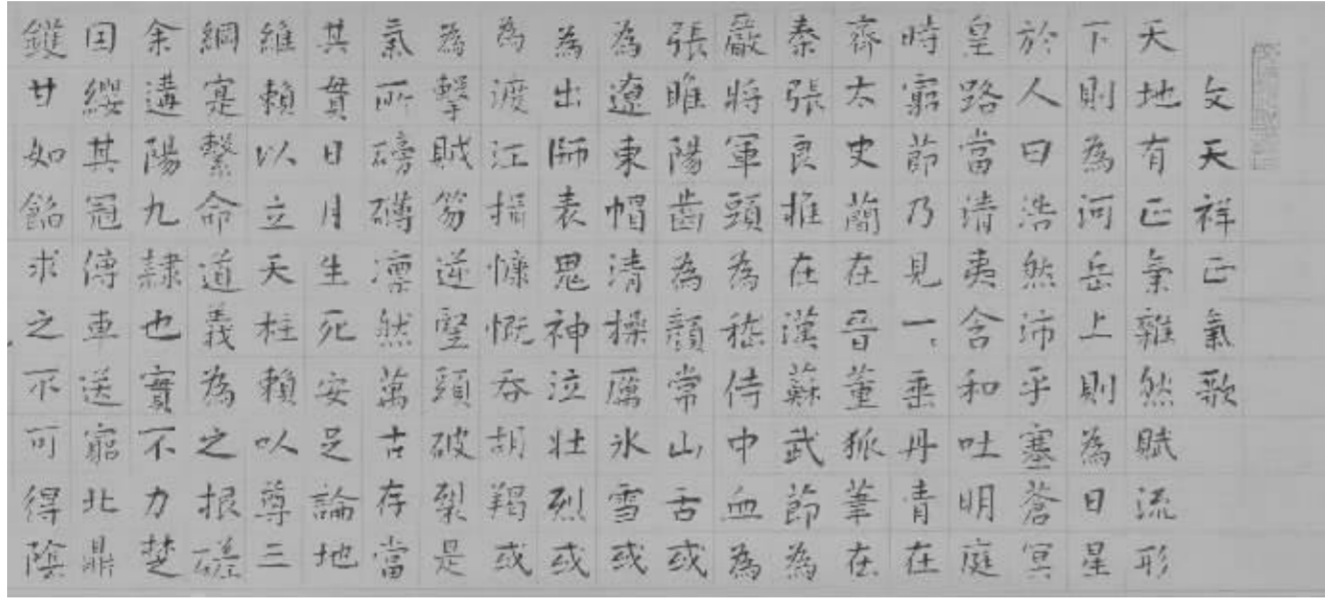 文天祥正氣歌
天地有正氣雜然賦流形
下則為河岳上則為日星
於人曰浩然沛乎塞蒼冥
皇路當清夷含和吐明庭
時窮節乃見一、垂丹青在
齊太史簡在晉董狐筆在
秦張良椎在漢蘇武節為
嚴將軍頭為嵇侍中血為
張睢陽齒為顏常山舌或
為遼東帽清操厲氷雪或
為出師表鬼神泣壯烈或
為渡江楫慷慨吞胡羯或
為擊賊笏逆豎頭破裂是
氣所磅礡凛然萬古存當
其貫日月生死安足論地
維賴以立天柱賴以尊三
綱寔繫命道義為之根磋
余遘陽九隸也實不力楚
囚纓其冠傳車送窮北鼎
鑊甘如飴求之不可得陰